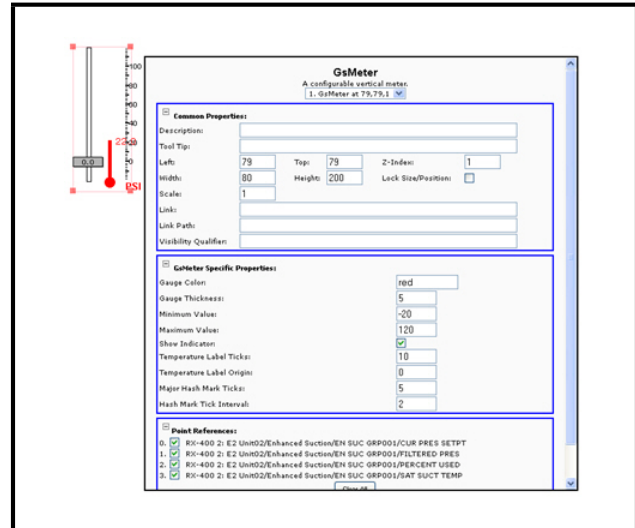 100
80
60
40
22.0
20
0.0
0
PSI
GsMeter
A configurable vertical meter.
1. GsMeter at 79,79,1
Common Properties:
Description:
Tool Tip:
Left: 79 Top: 79 Z-Index: 1
Width: 80 Height: 200 Lock Size/Position:
Scale: 1
Link:
Link Path:
Visibility Qualifier:
GsMeter Specific Properties:
Gauge Color: red
Gauge Thickness: 5
Minimum Value: -20
Maximum Value: 120
Show Indicator:
Temperature Label Ticks: 10
Temperature Label Origin: 0
Major Hash Mark Ticks: 5
Hash Mark Tick Interval: 2
Point References:
0. RX-400 2: E2 Unit02/Enhanced Suction/EN SUC GRP001/CUR PRES SETPT
1. RX-400 2: E2 Unit02/Enhanced Suction/EN SUC GRP001/FILTERED PRES
2. RX-400 2: E2 Unit02/Enhanced Suction/EN SUC GRP001/PERCENT USED
3. RX-400 2: E2 Unit02/Enhanced Suction/EN SUC GRP001/SAT SUCT TEMP
Clear All